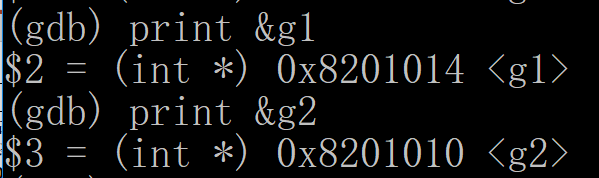 (gdb) print &g1
$2 = (int *) 0x8201014 <g1>
(gdb) print &g2
$3 = (int *) 0x8201010 <g2>